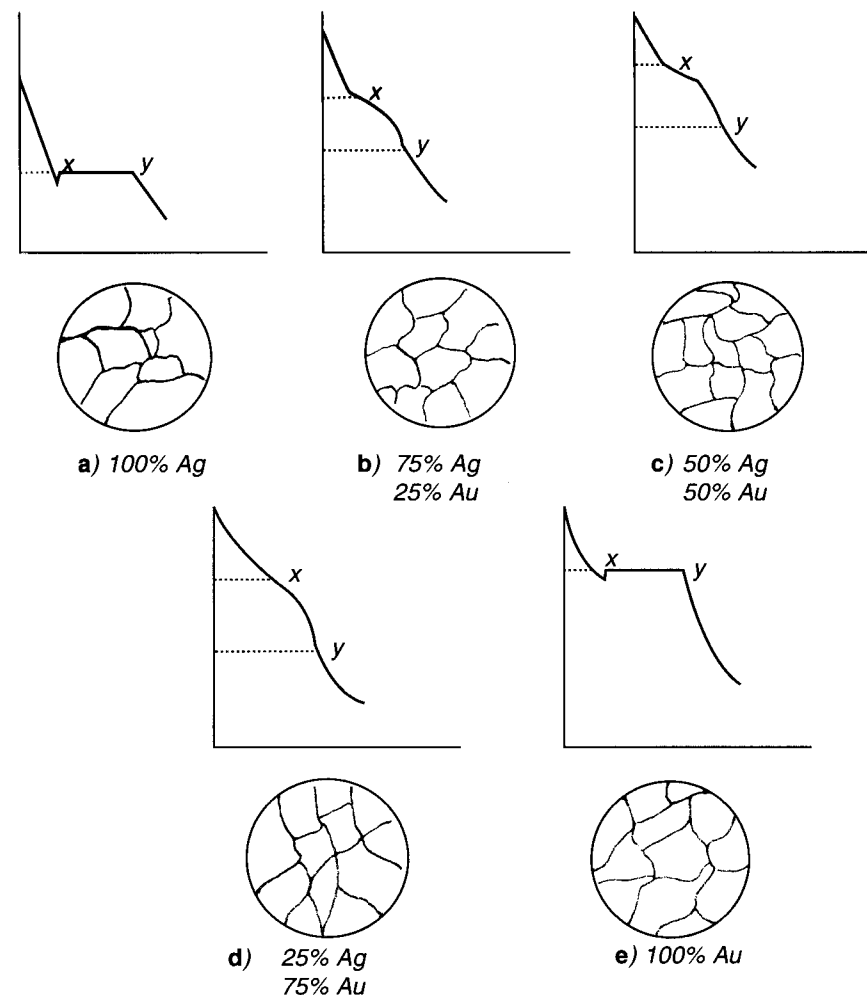 x y
x
y
x
y
a) 100% Ag
b) 75% Ag
25% Au
c) 50% Ag
50% Au
x
y
x y
d) 25% Ag
75% Au
e) 100% Au